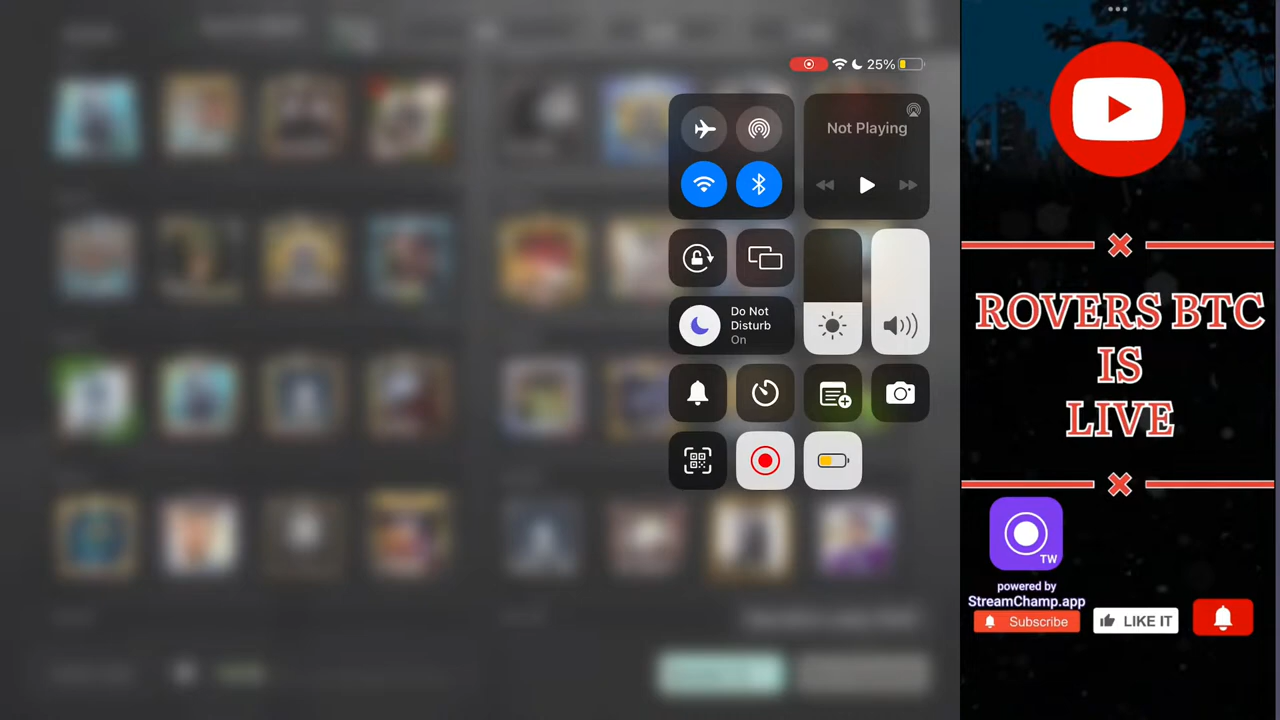 25%
Not Playing
Do Not
Disturb
On
ROVERS BTC
IS
LIVE
TW
powered by
StreamChamp.app
Subscribe
LIKE IT